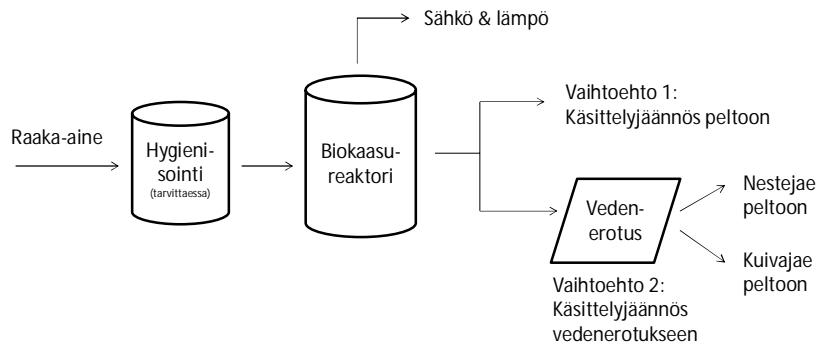 Sähkö & lämpö
Raaka-aine
Hygieni-
sointi
(tarvittaessa)
Biokaasu-
reaktori
Vaihtoehto 1:
Käsittelyjäännös peltoon
Veden-
erotus
Nestejae
peltoon
Kuivajae
peltoon
Vaihtoehto 2:
Käsittelyjäännös
vedenerotukseen